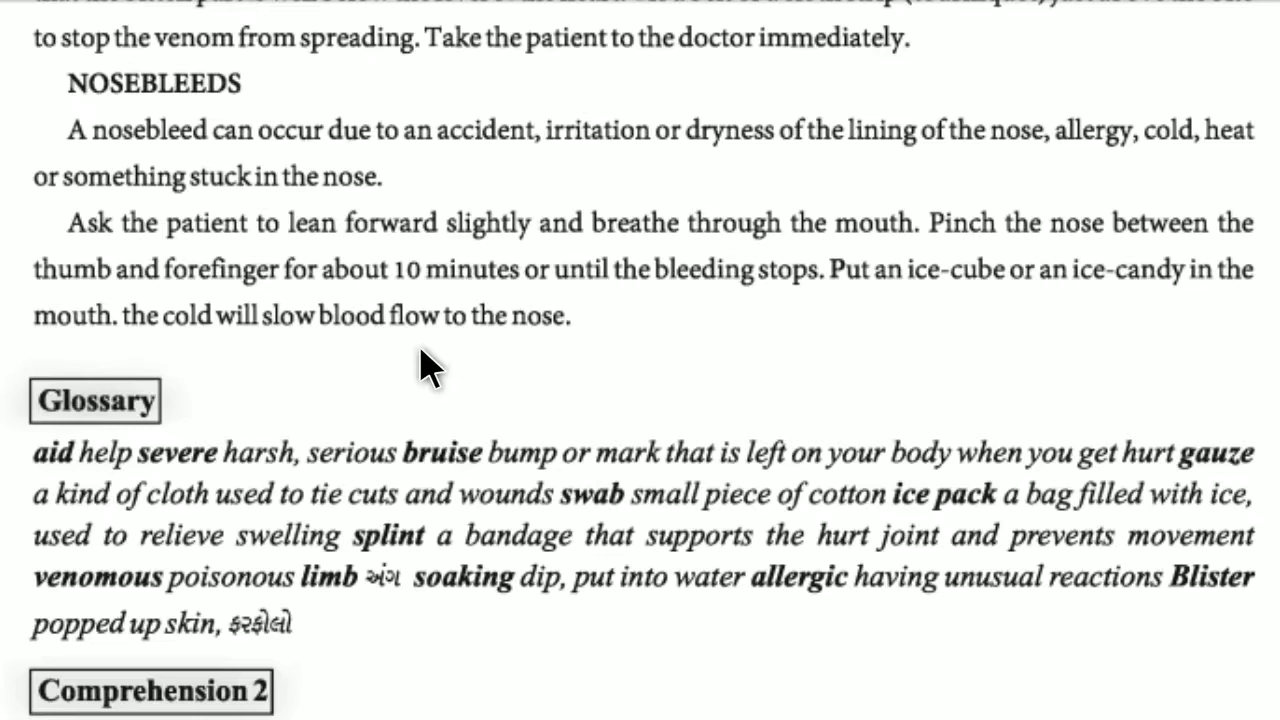 to stop the venom from spreading. Take the patient to the doctor immediately.
NOSEBLEEDS
A nosebleed can occur due to an accident, irritation or dryness of the lining of the nose, allergy, cold, heat
or something stuck in the nose.
Ask the patient to lean forward slightly and breathe through the mouth. Pinch the nose between the
thumb and forefinger for about 10 minutes or until the bleeding stops. Put an ice-cube or an ice-candy in the
mouth. the cold will slow blood flow to the nose.
Glossary
aid help severe harsh, serious bruise bump or mark that is left on your body when you get hurt gauze
a kind of cloth used to tie cuts and wounds swab small piece of cotton ice pack a bag filled with ice,
used to relieve swelling splint a bandage that supports the hurt joint and prevents movement
venomous poisonous limb અંગ soaking dip, put into water allergic having unusual reactions Blister
popped up skin, ફરફોલો
Comprehension 2